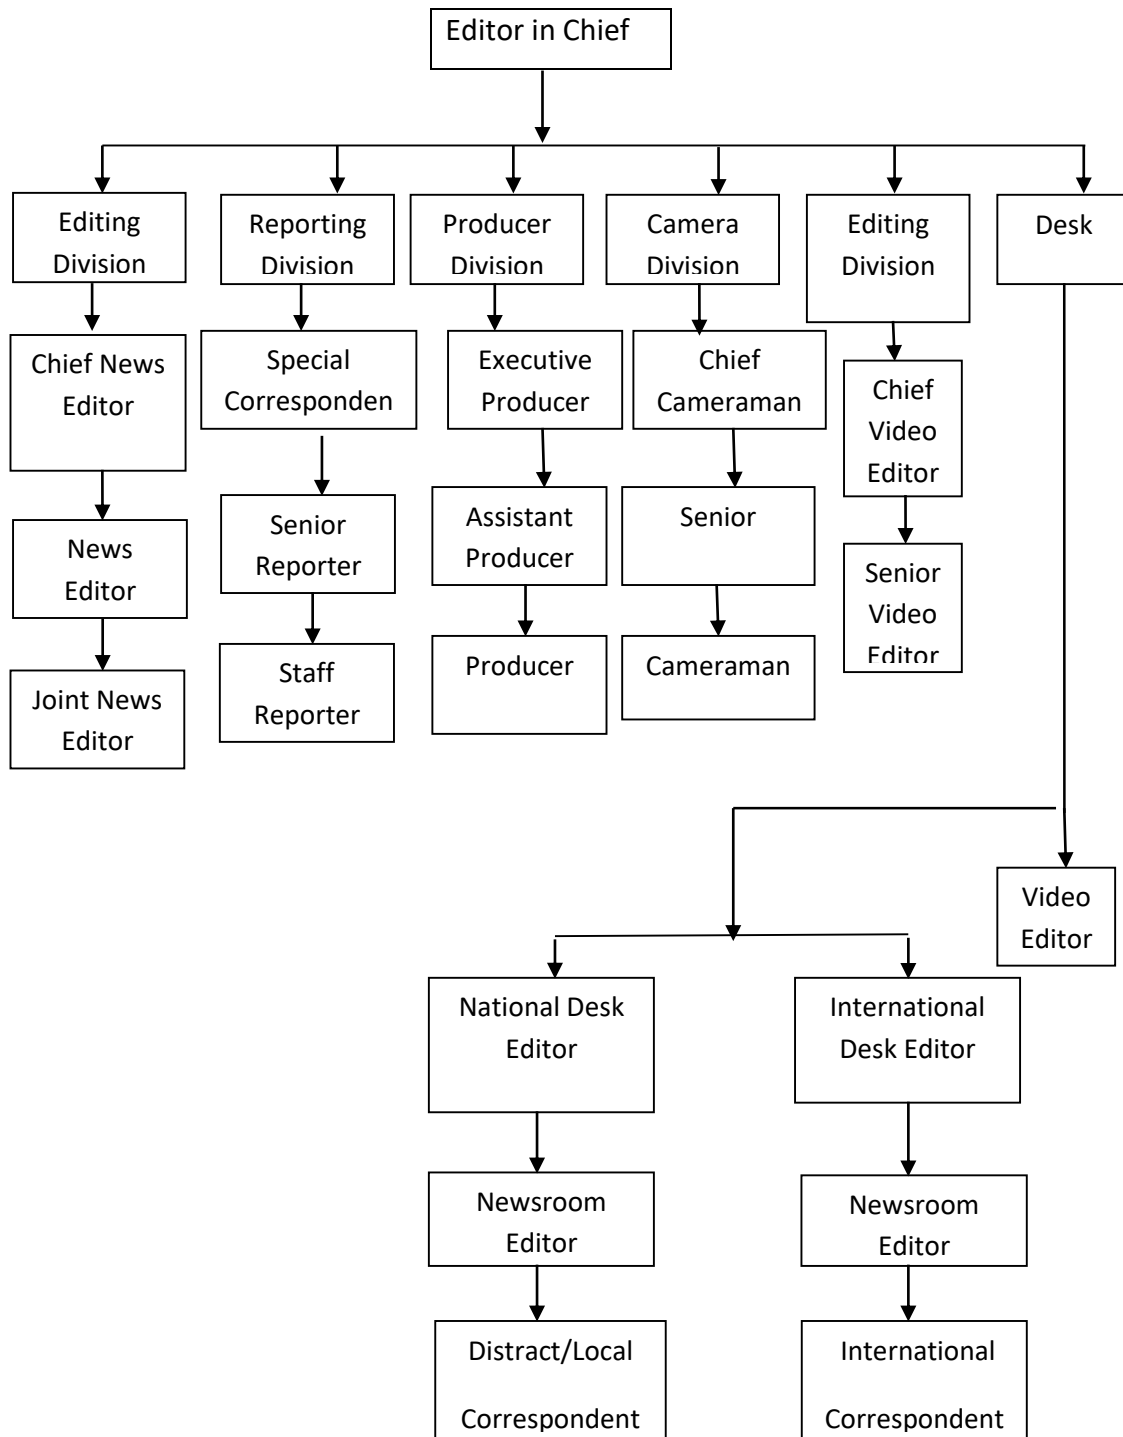 Editor in Chief
Editing
Division
Reporting
Division
Producer
Division
Camera
Division
Editing
Division
Desk
Chief News
Editor
Special
Corresponden
Executive
Producer
Chief
Cameraman
Chief
Video
Editor
News
Editor
Senior
Reporter
Assistant
Producer
Senior
Senior
Video
Editor
Joint News
Editor
Staff
Reporter
Producer
Cameraman
Video
Editor
National Desk
Editor
International
Desk Editor
Newsroom
Editor
Newsroom
Editor
Distract/Local
Correspondent
International
Correspondent